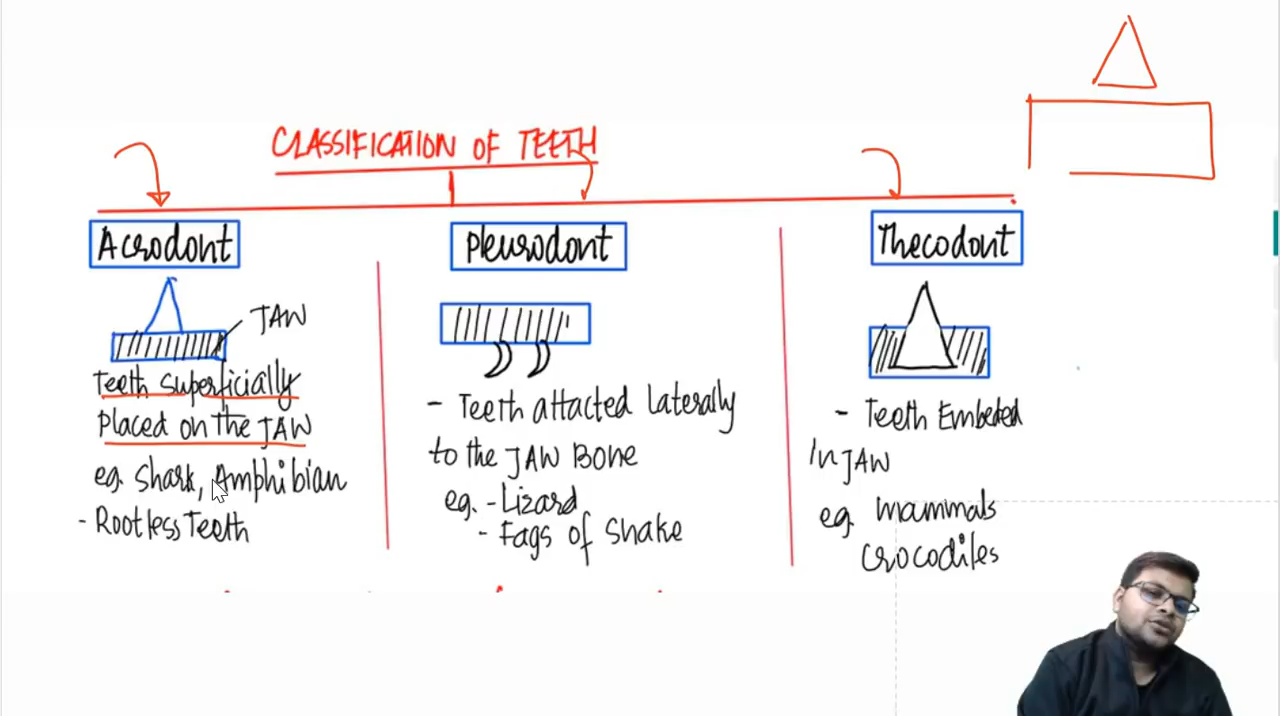 CLASSIFICATION OF TEETH
Acrodont
JAW
Teeth superficially
Placed on the JAW
eg. Shark, Amphibian
- Rootless Teeth
Pleurodont
- Teeth attacted laterally
to the JAW BONE
eg. - Lizard
- Fags of Snake
Thecodont
- Teeth Embeted
In JAW
eg. mammals
Crocodiles